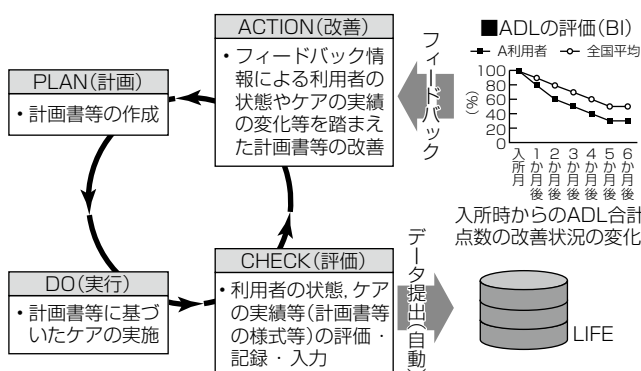 ACTION(改善)
・フィードバック情
報による利用者の
状態やケアの実績
の変化等を踏まえ
た計画書等の改善
PLAN(計画)
・計画書等の作成
DO(実行)
・計画書等に基づ
いたケアの実施
CHECK(評価)
・利用者の状態,ケア
の実績等(計画書等
の様式等)の評価・
記録・入力
フィードバック
データ提出(自動)
■ADLの評価(BI)
A利用者 全国平均
(%)
100
80
60
40
20
0
入所月
1か月後
2か月後
3か月後
4か月後
5か月後
6か月後
入所時からのADL合計
点数の改善状況の変化
LIFE